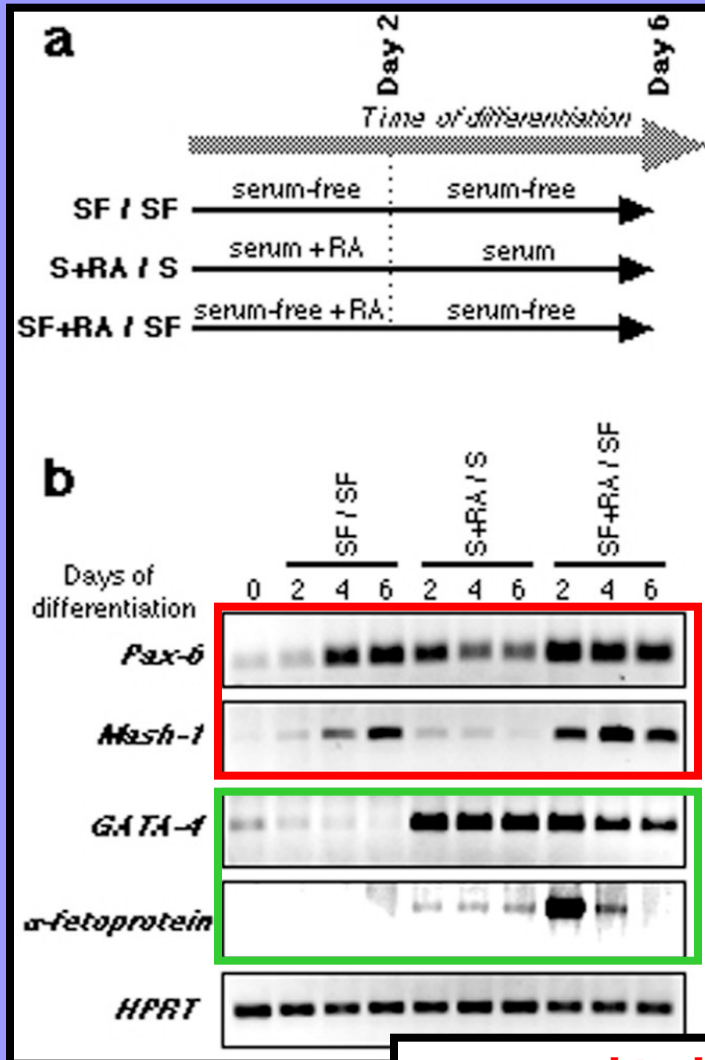 a
Day 2
Day 6
Time of differentiation
SF / SF serum-free serum-free
S+RA / S serum + RA serum
SF+RA / SF serum-free + RA serum-free
b
SF / SF
S+RA / S
SF+RA / SF
Days of
differentiation
0 2 4 6 2 4 6 2 4 6
Pax-6
Mash-1
GATA-4
α-fetoprotein
HPRT